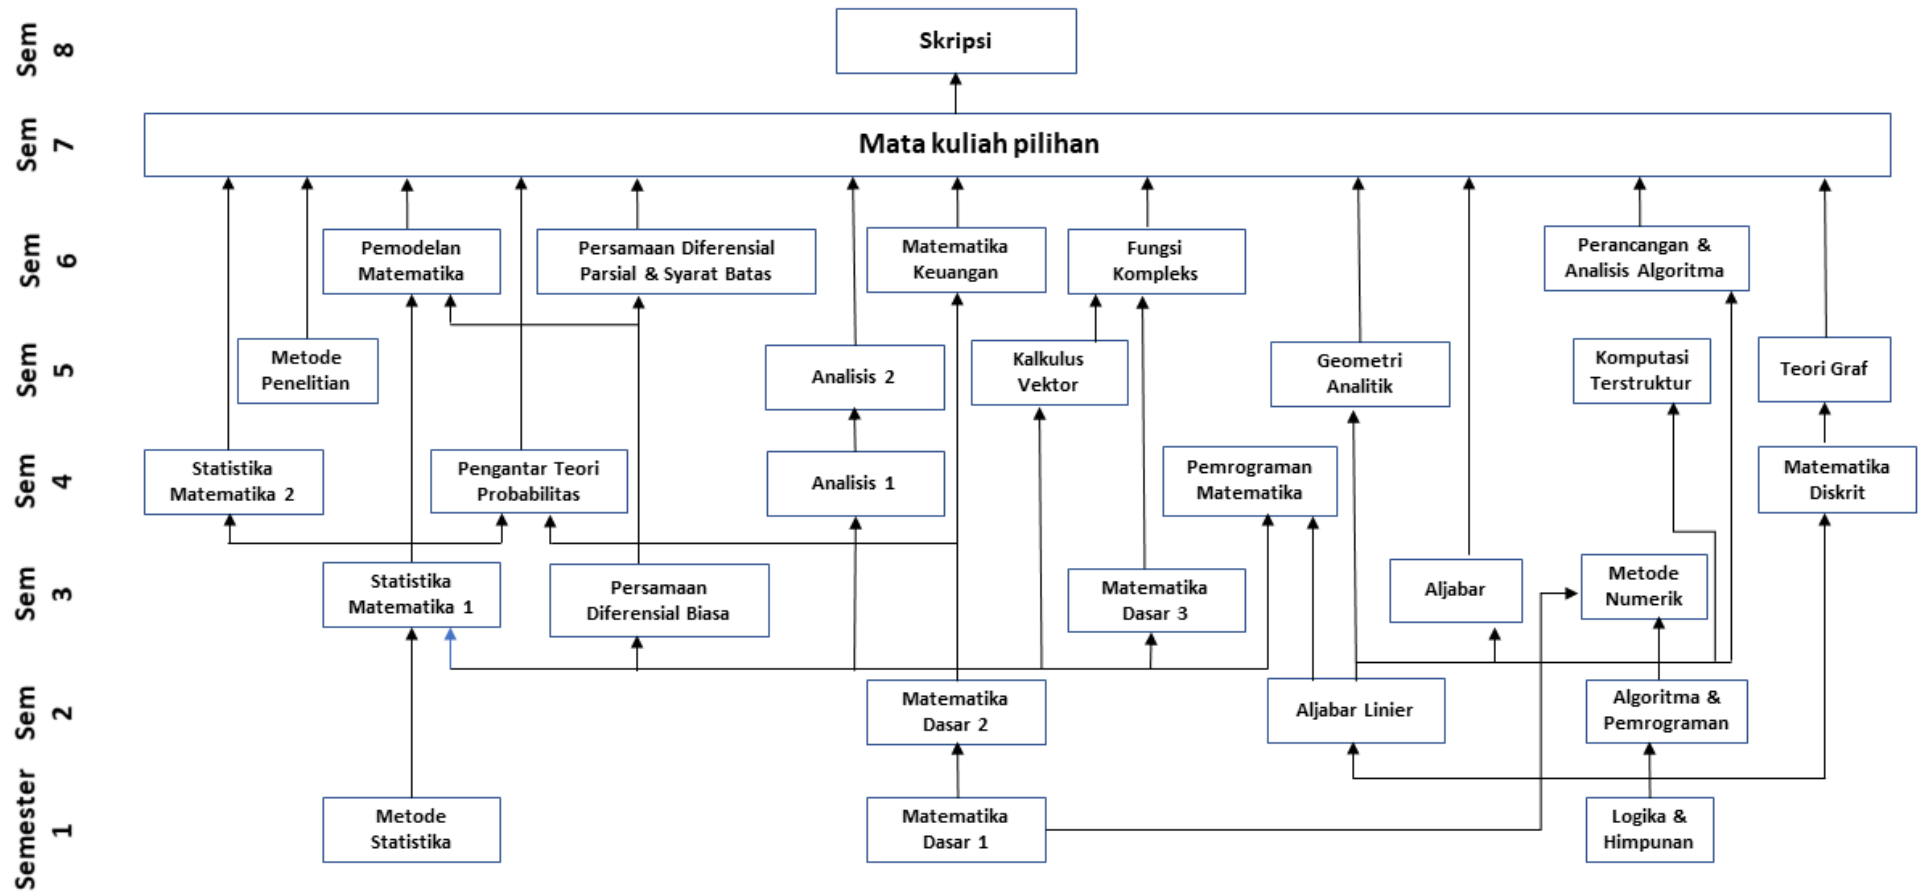 Sem 8
Skripsi
Sem 7
Mata kuliah pilihan
Sem 6
Pemodelan
Matematika
Persamaan Diferensial
Parsial & Syarat Batas
Matematika
Keuangan
Fungsi
Kompleks
Perancangan &
Analisis Algoritma
Sem 5
Metode
Penelitian
Analisis 2
Kalkulus
Vektor
Geometri
Analitik
Komputasi
Terstruktur
Teori Graf
Sem 4
Statistika
Matematika 2
Pengantar Teori
Probabilitas
Analisis 1
Pemrograman
Matematika
Matematika
Diskrit
Sem 3
Statistika
Matematika 1
Persamaan
Diferensial Biasa
Matematika
Dasar 3
Aljabar
Metode
Numerik
Sem 2
Matematika
Dasar 2
Aljabar Linier
Algoritma &
Pemrograman
Semester 1
Metode
Statistika
Matematika
Dasar 1
Logika &
Himpunan